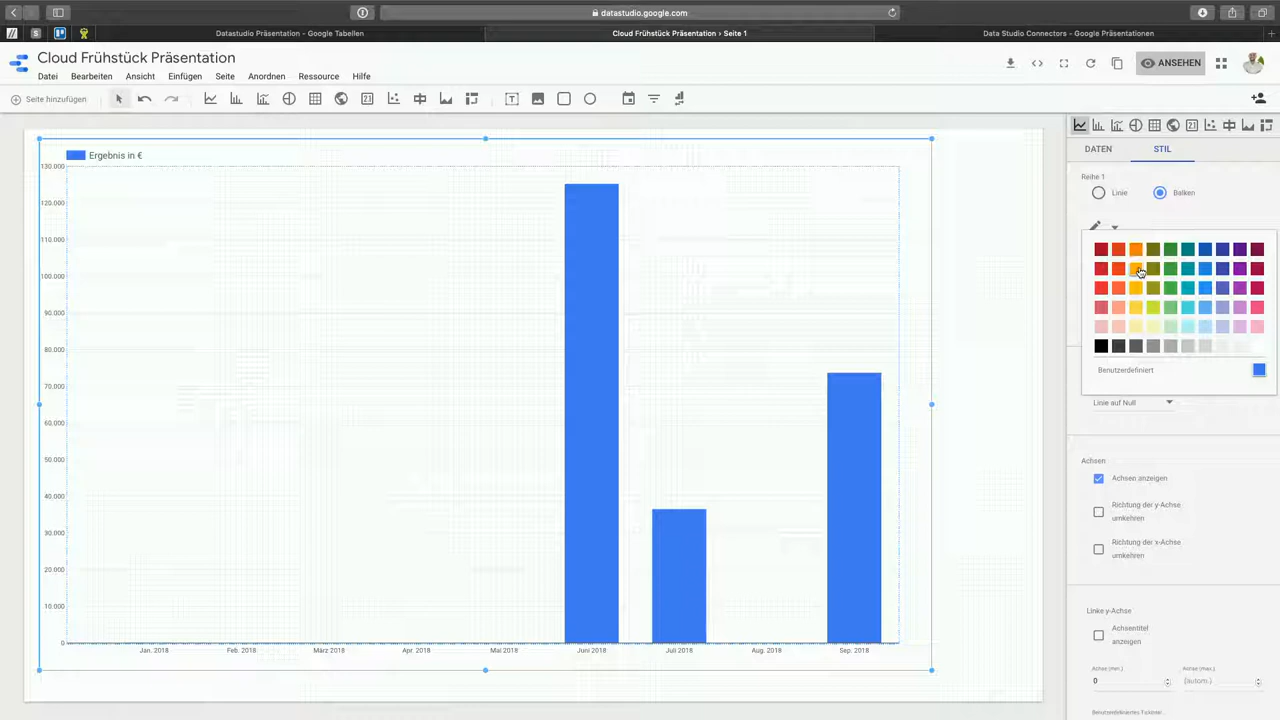 datastudio.google.com
Datastudio Präsentation - Google Tabellen
Cloud Frühstück Präsentation › Seite 1
Data Studio Connectors - Google Präsentationen
Cloud Frühstück Präsentation
Datei Bearbeiten Ansicht Einfügen Seite Anordnen Ressource Hilfe
ANSEHEN
Seite hinzufügen
DATEN STIL
Reihe 1
Linie Balken
Benutzerdefiniert
Linie auf Null
Achsen
Achsen anzeigen
Richtung der y-Achse
umkehren
Richtung der x-Achse
umkehren
Linke y-Achse
Achsentitel
anzeigen
Achse (min.) Achse (max.)
0 (autom.)
Ergebnis in €
130.000
120.000
110.000
100.000
90.000
80.000
70.000
60.000
50.000
40.000
30.000
20.000
10.000
0
Jan. 2018 Feb. 2018 März 2018 Apr. 2018 Mai 2018 Juni 2018 Juli 2018 Aug. 2018 Sep. 2018